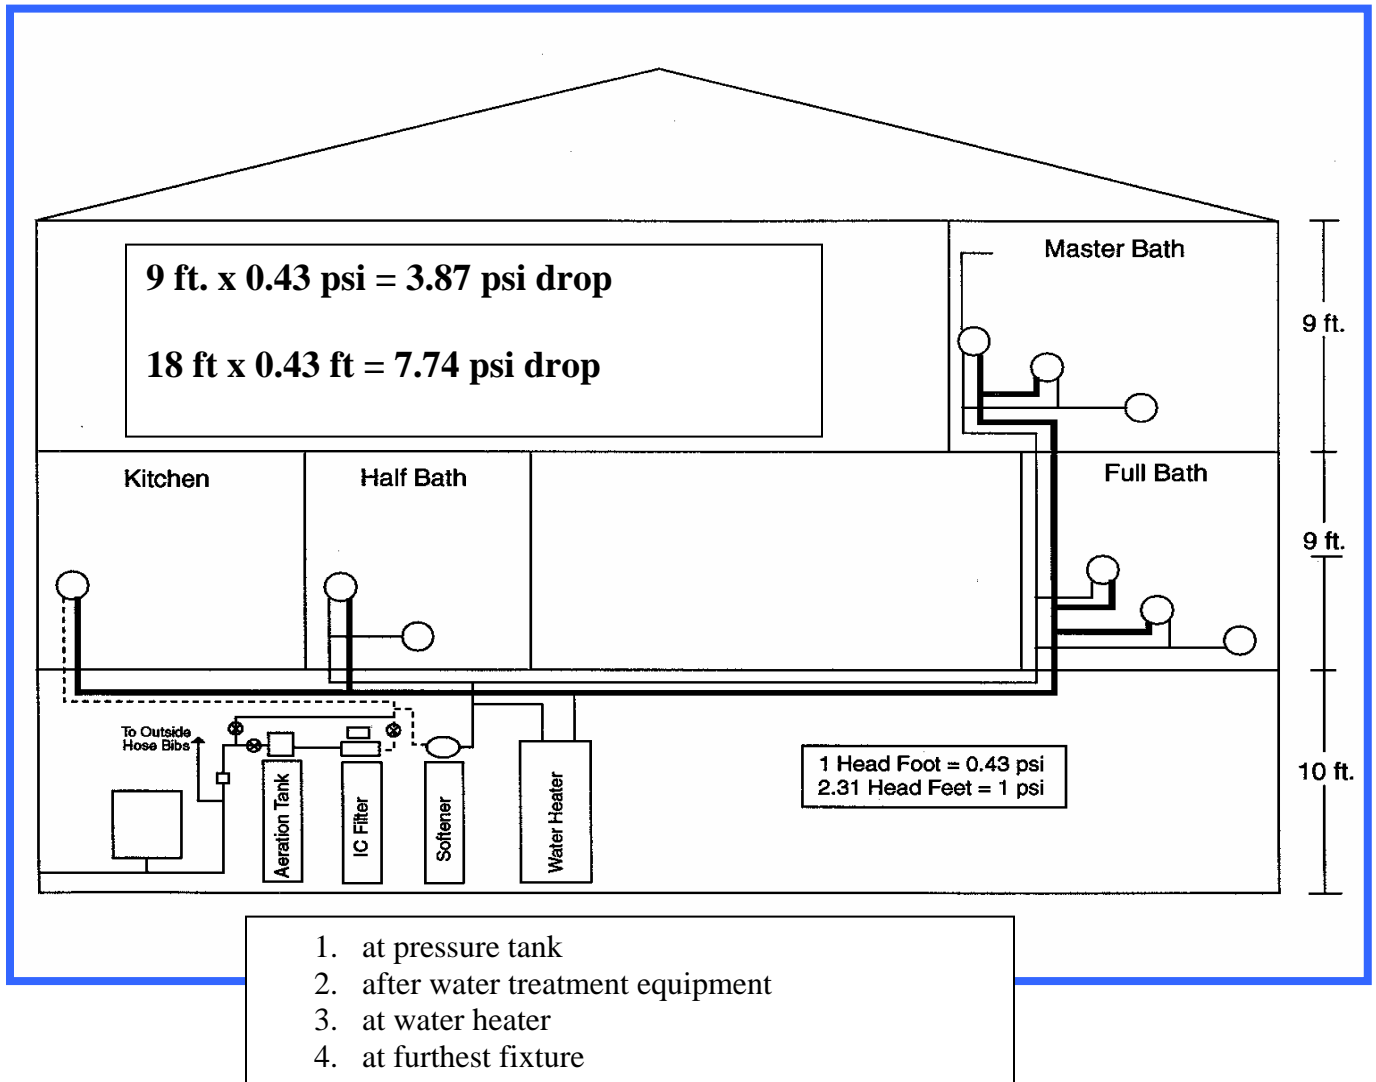 Master Bath
9 ft. x 0.43 psi = 3.87 psi drop
9 ft.
18 ft x 0.43 ft = 7.74 psi drop
Kitchen
Half Bath
Full Bath
9 ft.
To Outside
Hose Bibs
Aeration Tank
IC Filter
Softener
Water Heater
1 Head Foot = 0.43 psi
2.31 Head Feet = 1 psi
10 ft.
1. at pressure tank
2. after water treatment equipment
3. at water heater
4. at furthest fixture